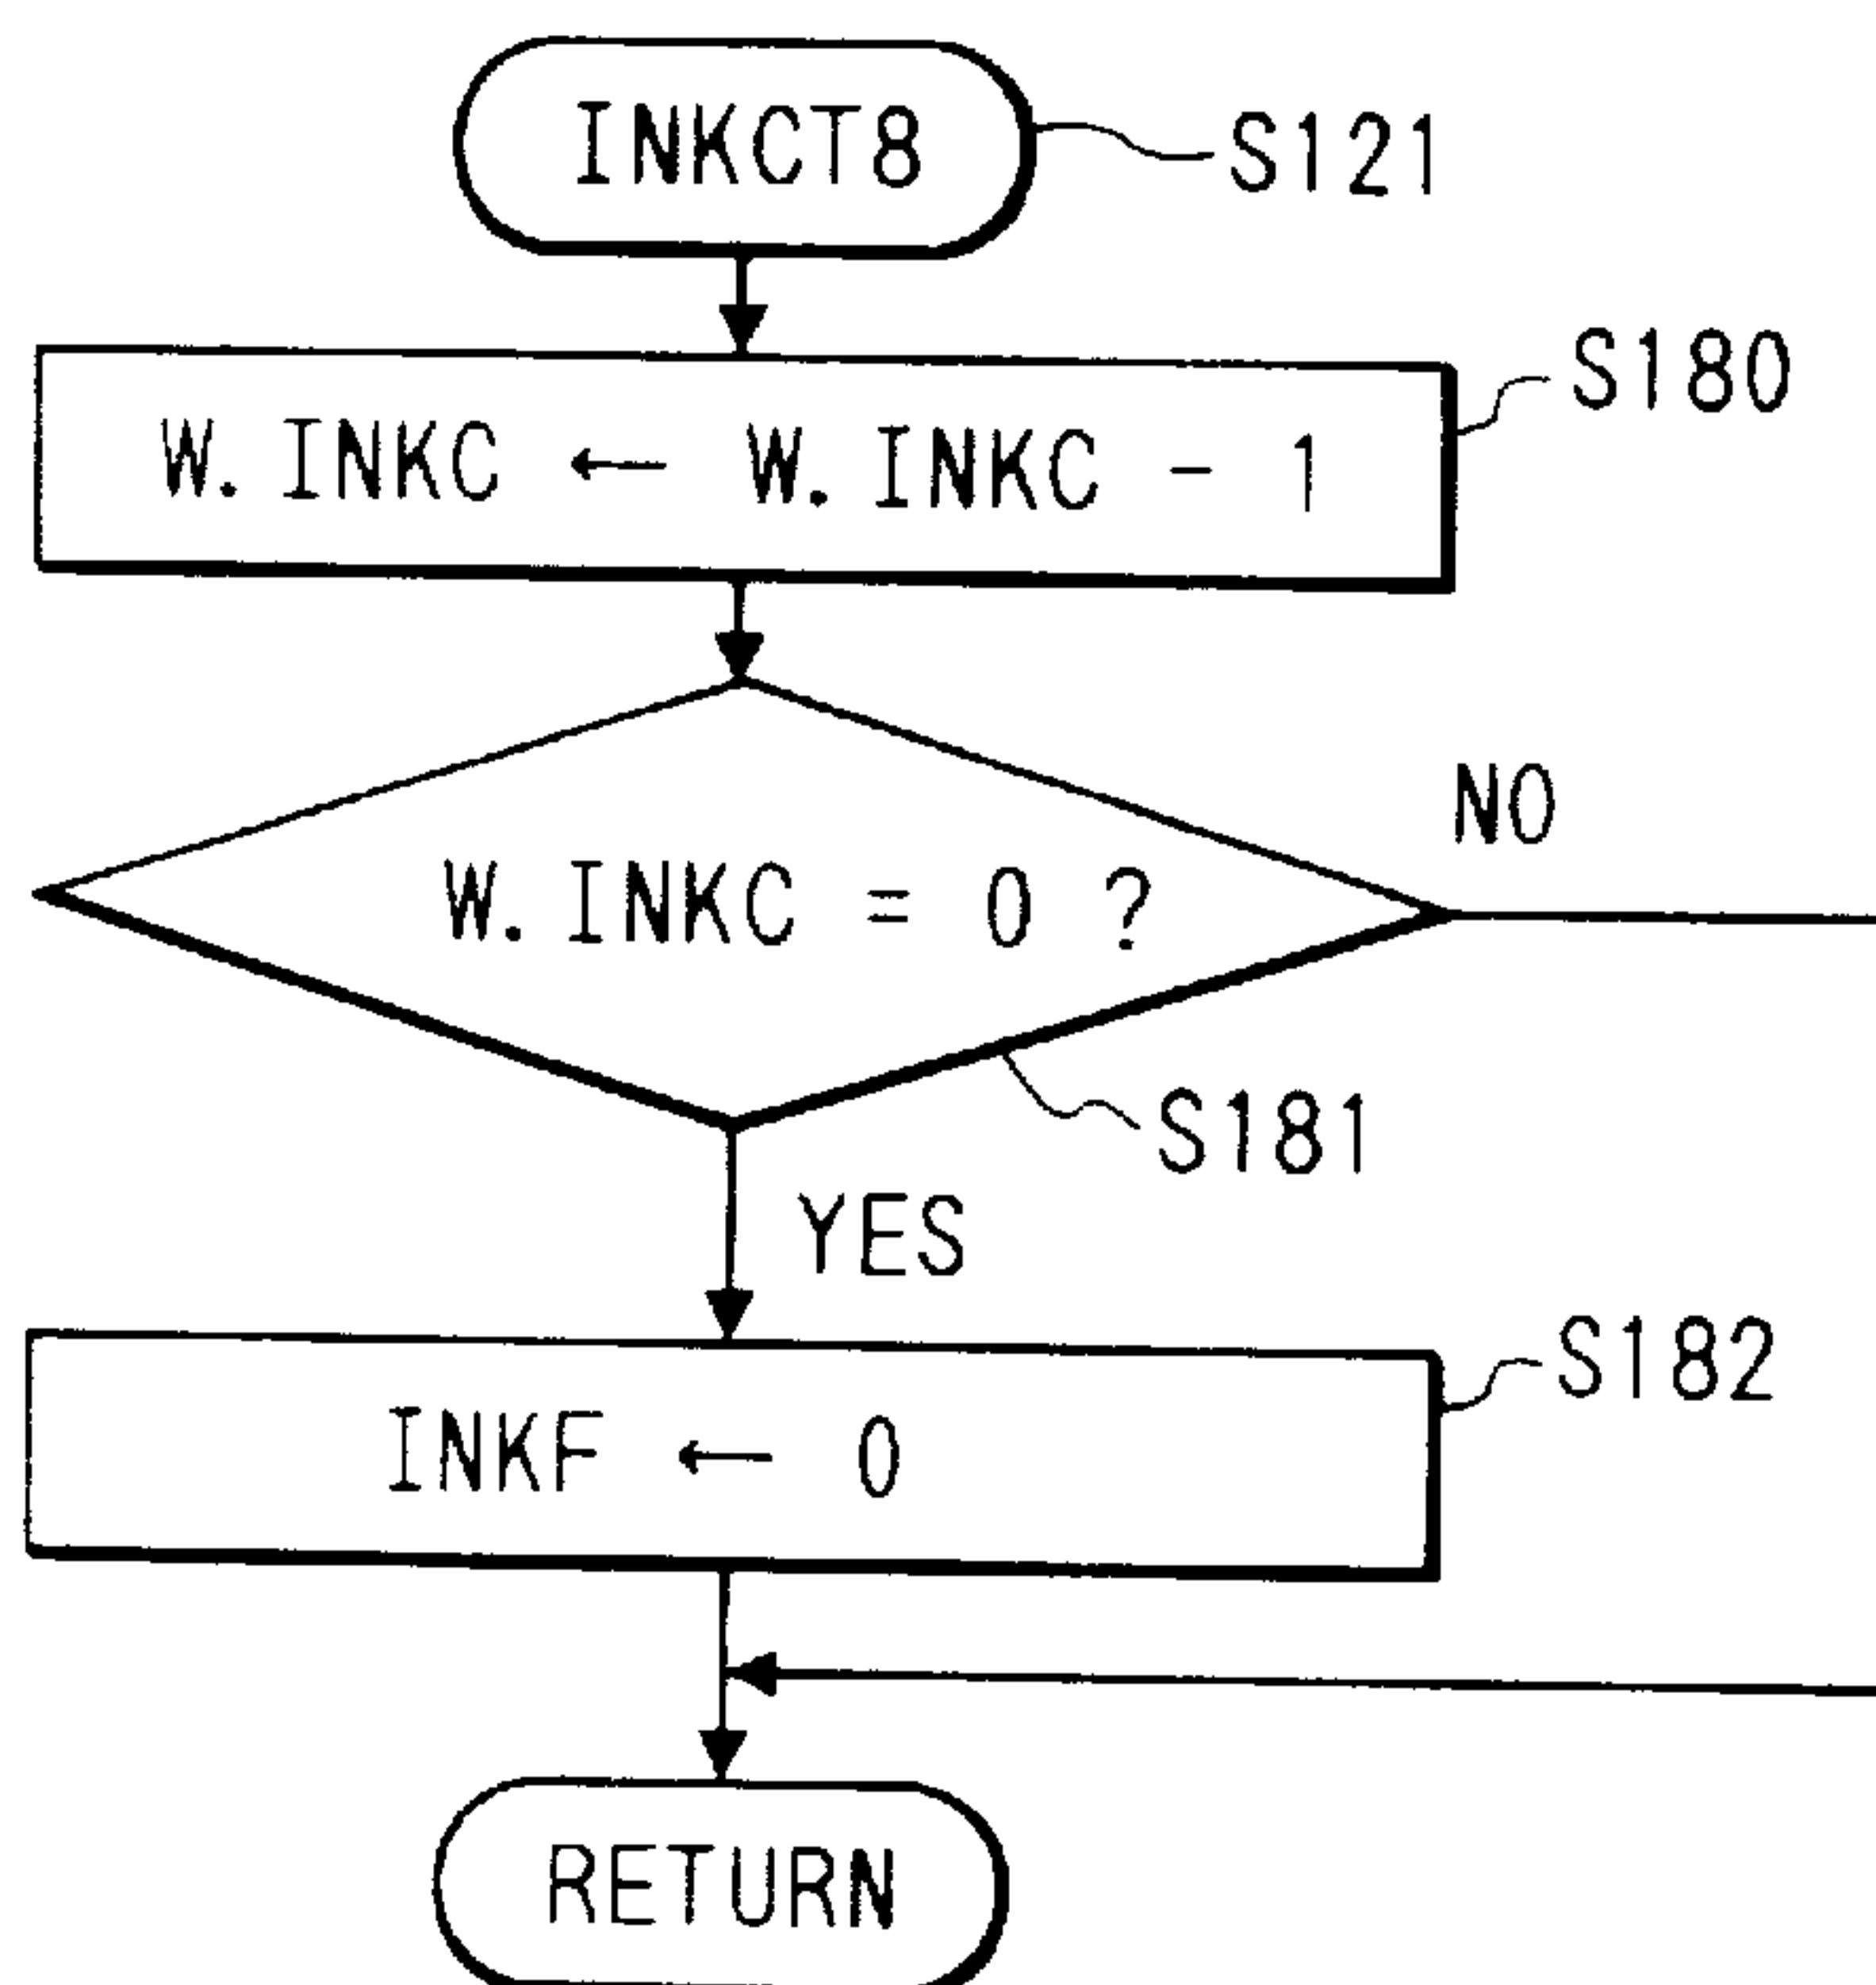 INKCT8
S121
S180
W.INKC ← W.INKC - 1
NO
W.INKC = 0 ?
S181
YES
S182
INKF ← 0
RETURN